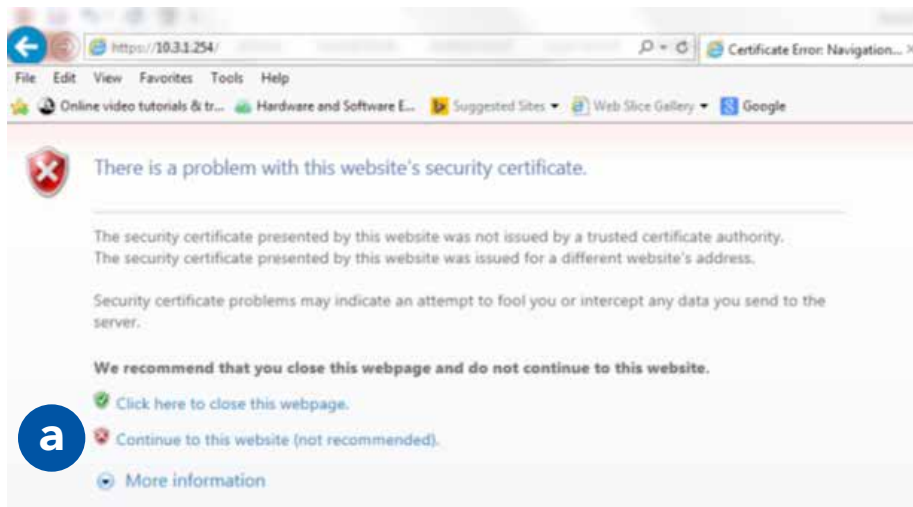 https://10.3.1.254/
Certificate Error: Navigation...
File Edit View Favorites Tools Help
Online video tutorials & tr... Hardware and Software E... Suggested Sites Web Slice Gallery Google
There is a problem with this website's security certificate.
The security certificate presented by this website was not issued by a trusted certificate authority.
The security certificate presented by this website was issued for a different website's address.
Security certificate problems may indicate an attempt to fool you or intercept any data you send to the
server.
We recommend that you close this webpage and do not continue to this website.
Click here to close this webpage.
a
Continue to this website (not recommended).
More information